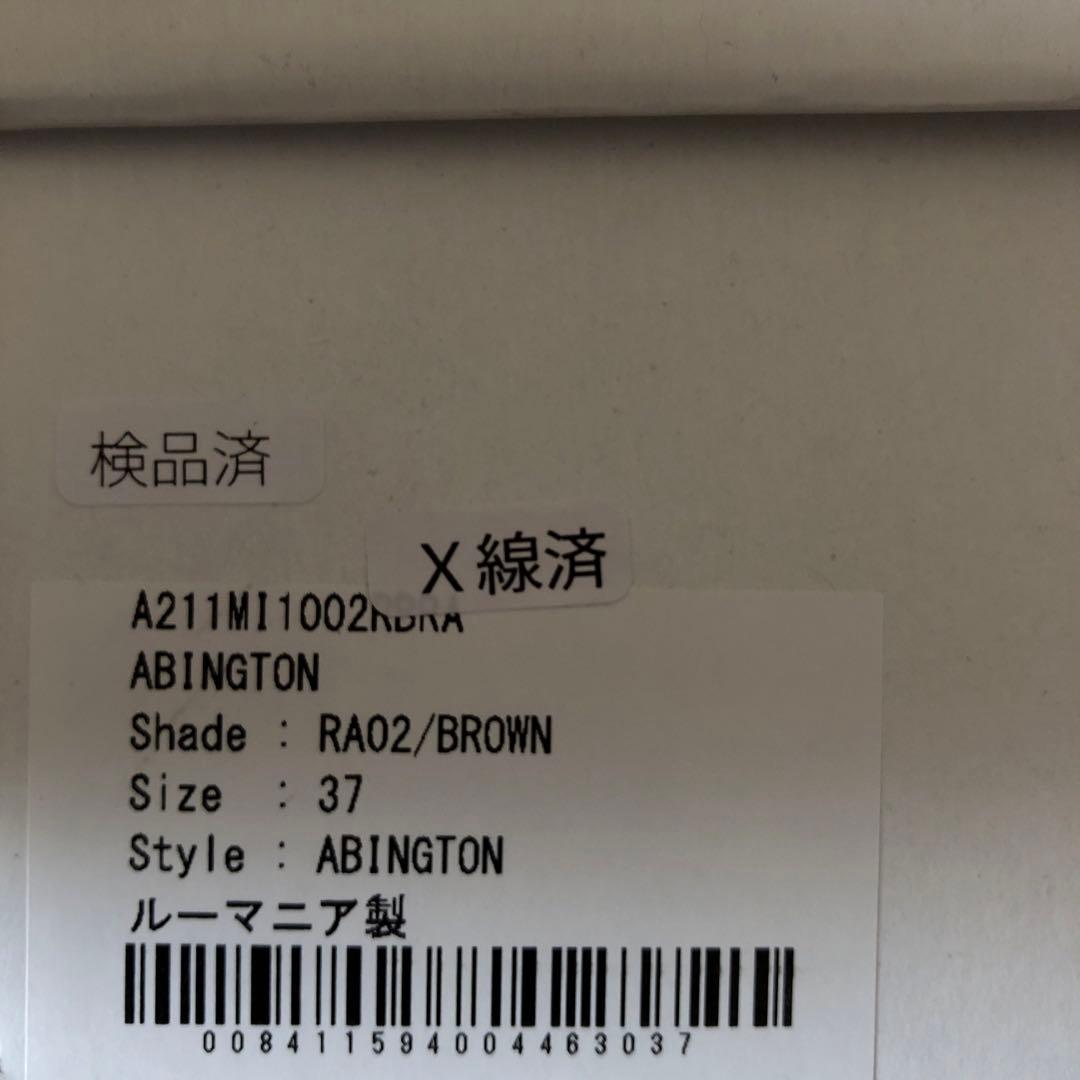 検品済
X線済
A211MI1002RBRA
ABINGTON
Shade : RA02/BROWN
Size : 37
Style : ABINGTON
ルーマニア製
0084115940044630​37